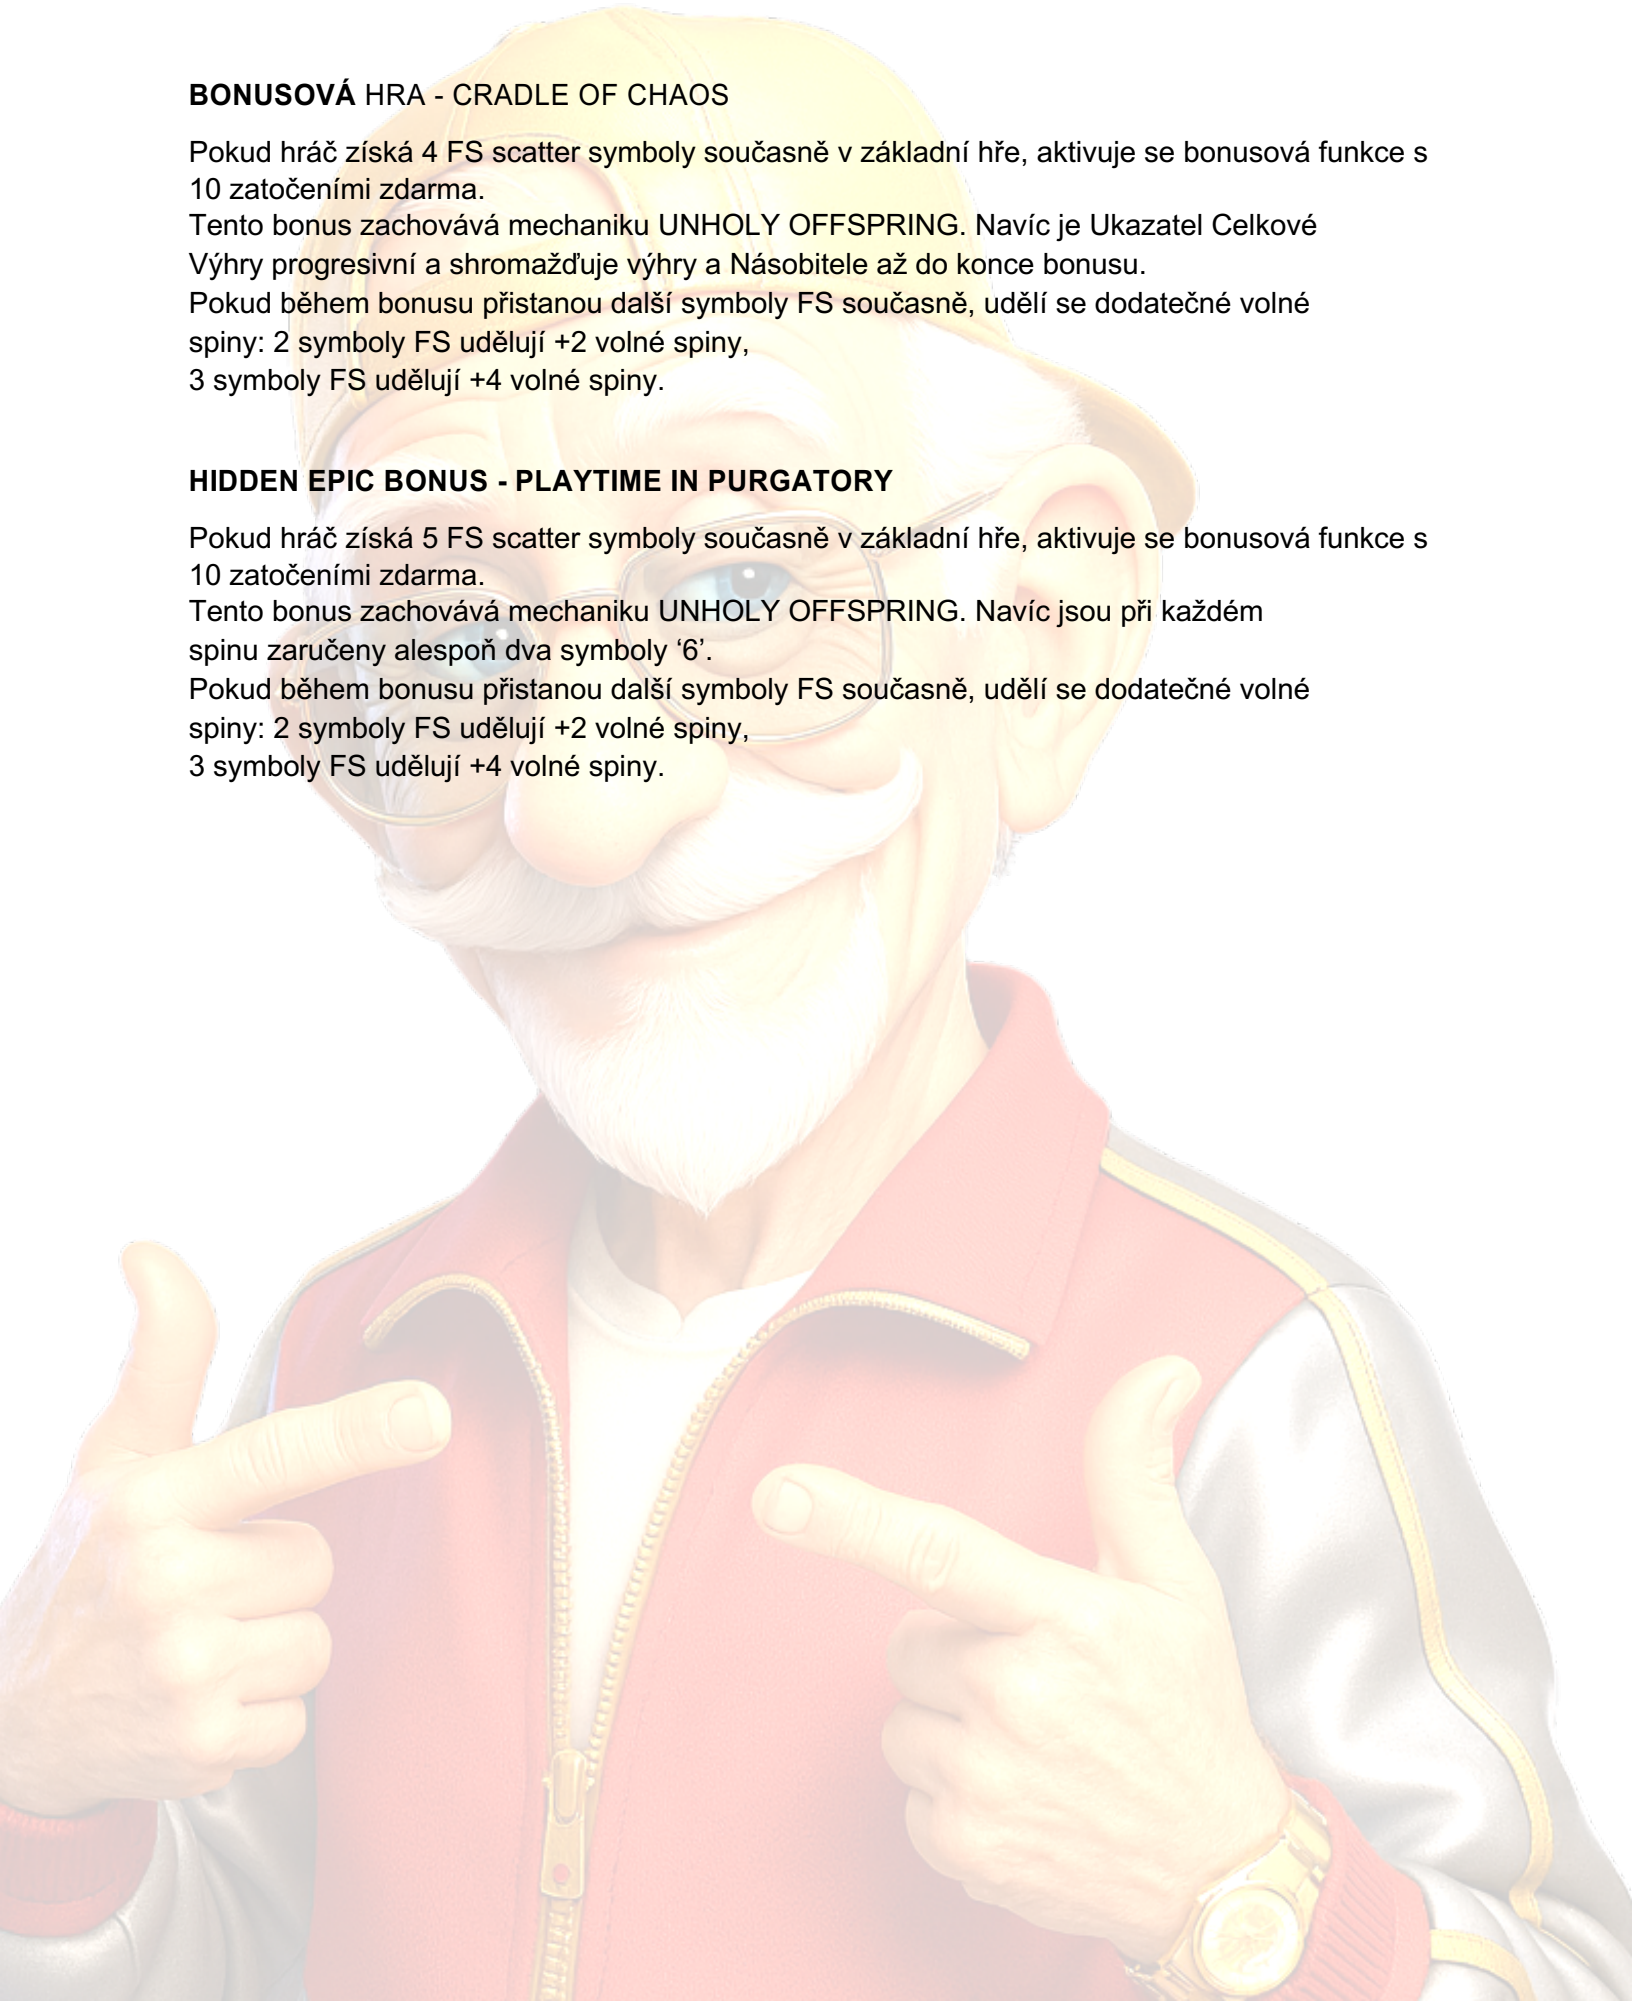 BONUSOVÁ HRA - CRADLE OF CHAOS
Pokud hráč získá 4 FS scatter symboly současně v základní hře, aktivuje se bonusová funkce s
10 zatočeními zdarma.
Tento bonus zachovává mechaniku UNHOLY OFFSPRING. Navíc je Ukazatel Celkové
Výhry progresivní a shromažďuje výhry a Násobitele až do konce bonusu.
Pokud během bonusu přistanou další symboly FS současně, udělí se dodatečné volné
spiny: 2 symboly FS udělují +2 volné spiny,
3 symboly FS udělují +4 volné spiny.
HIDDEN EPIC BONUS - PLAYTIME IN PURGATORY
Pokud hráč získá 5 FS scatter symboly současně v základní hře, aktivuje se bonusová funkce s
10 zatočeními zdarma.
Tento bonus zachovává mechaniku UNHOLY OFFSPRING. Navíc jsou při každém
spinu zaručeny alespoň dva symboly ‘6’.
Pokud během bonusu přistanou další symboly FS současně, udělí se dodatečné volné
spiny: 2 symboly FS udělují +2 volné spiny,
3 symboly FS udělují +4 volné spiny.